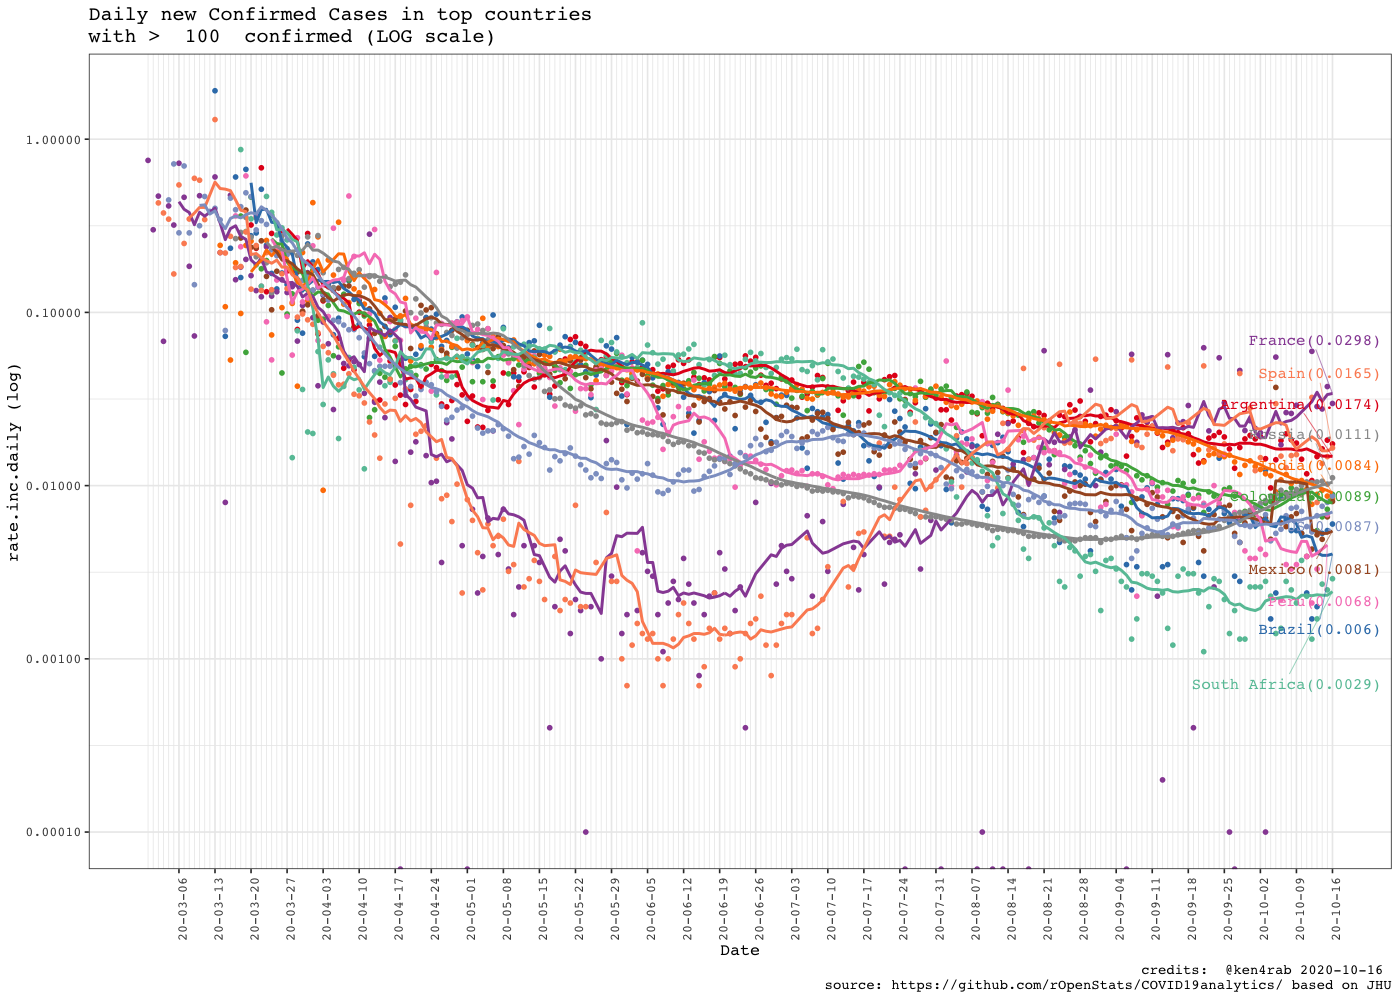 Daily new Confirmed Cases in top countries
with >  100  confirmed (LOG scale)
rate.inc.daily (log)
1.00000
0.10000
0.01000
0.00100
0.00010
France(0.0298)
Spain(0.0165)
Argentina(0.0174)
Russia(0.0111)
India(0.0084)
Colombia(0.0089)
(0.0087)
Mexico(0.0081)
Peru(0.0068)
Brazil(0.006)
South Africa(0.0029)
20-03-06
20-03-13
20-03-20
20-03-27
20-04-03
20-04-10
20-04-17
20-04-24
20-05-01
20-05-08
20-05-15
20-05-22
20-05-29
20-06-05
20-06-12
20-06-19
20-06-26
20-07-03
20-07-10
20-07-17
20-07-24
20-07-31
20-08-07
20-08-14
20-08-21
20-08-28
20-09-04
20-09-11
20-09-18
20-09-25
20-10-02
20-10-09
20-10-16
Date
credits:  @ken4rab 2020-10-16
source: https://github.com/rOpenStats/COVID19analytics/ based on JHU